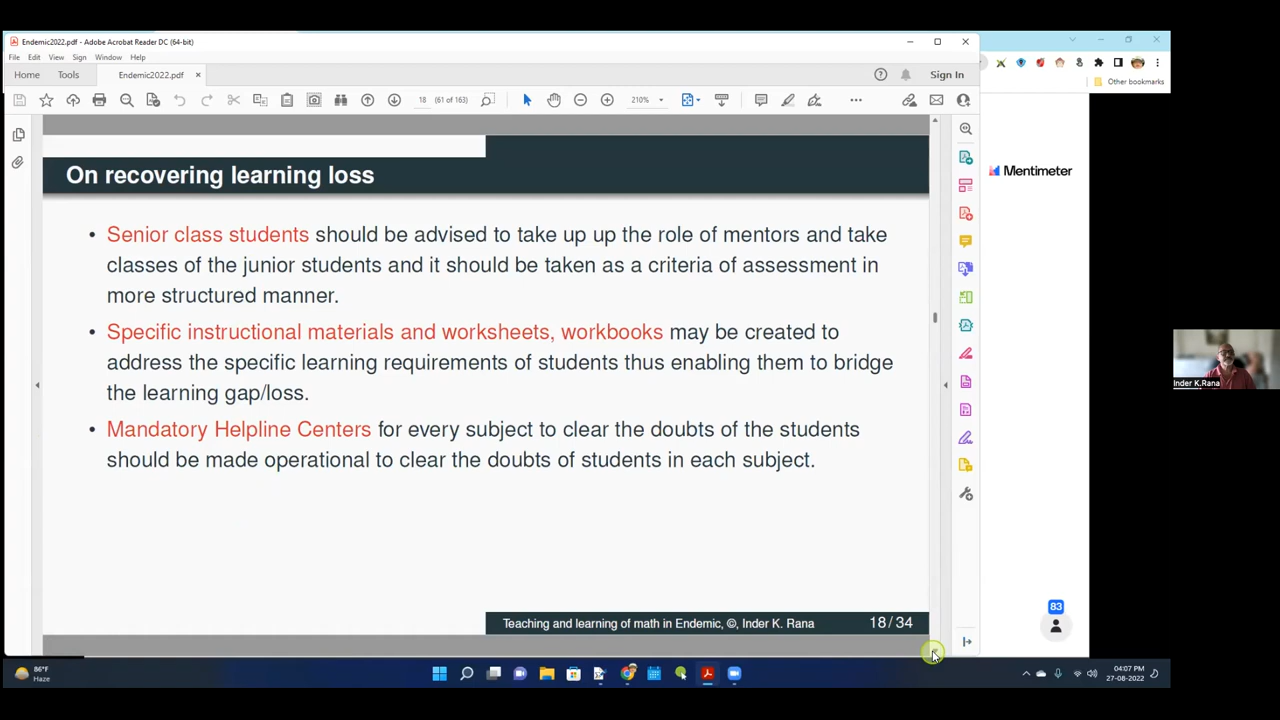 Endemic2022.pdf - Adobe Acrobat Reader DC (64-bit)
File Edit View Sign Window Help
Home Tools Endemic2022.pdf × Sign In
18 (61 of 163) 210%
Other bookmarks
Mentimeter
On recovering learning loss
• Senior class students should be advised to take up up the role of mentors and take
classes of the junior students and it should be taken as a criteria of assessment in
more structured manner.
• Specific instructional materials and worksheets, workbooks may be created to
address the specific learning requirements of students thus enabling them to bridge
the learning gap/loss.
• Mandatory Helpline Centers for every subject to clear the doubts of the students
should be made operational to clear the doubts of students in each subject.
Teaching and learning of math in Endemic, ©, Inder K. Rana 18/34
83
Inder K.Rana
86°F
Haze
04:07 PM
27-08-2022